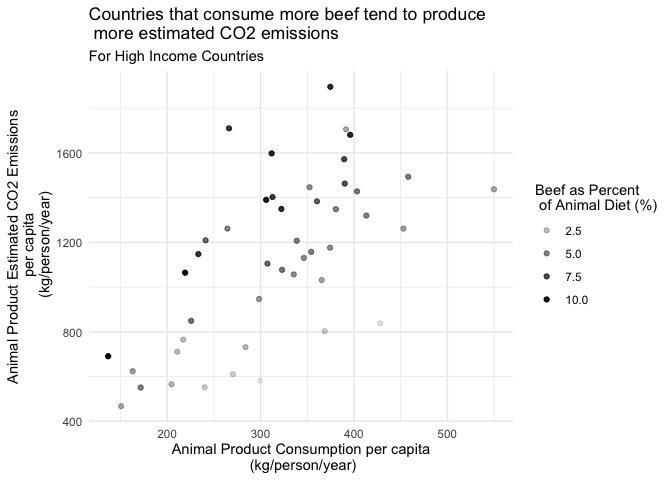 Countries that consume more beef tend to produce
more estimated CO2 emissions
For High Income Countries
Animal Product Estimated CO2 Emissions
per capita
(kg/person/year)
1600
1200
800
400
200
300
400
500
Animal Product Consumption per capita
(kg/person/year)
Beef as Percent
of Animal Diet (%)
2.5
5.0
7.5
10.0